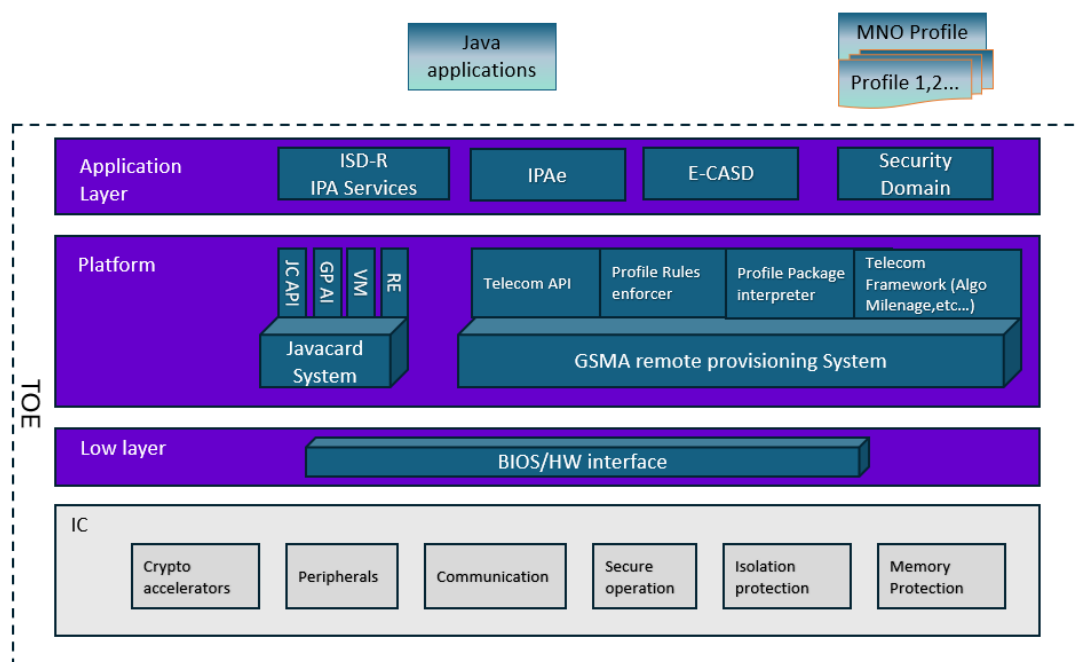 Java
applications
MNO Profile
Profile 1,2...
Application
Layer
ISD-R
IPA Services
IPAe
E-CASD
Security
Domain
Platform
JC API
GP AI
VM
RE
Telecom API
Profile Rules
enforcer
Profile Package
interpreter
Telecom
Framework (Algo
Milenage,etc...)
Javacard
System
GSMA remote provisioning System
TOE
Low layer
BIOS/HW interface
IC
Crypto
accelerators
Peripherals
Communication
Secure
operation
Isolation
protection
Memory
Protection